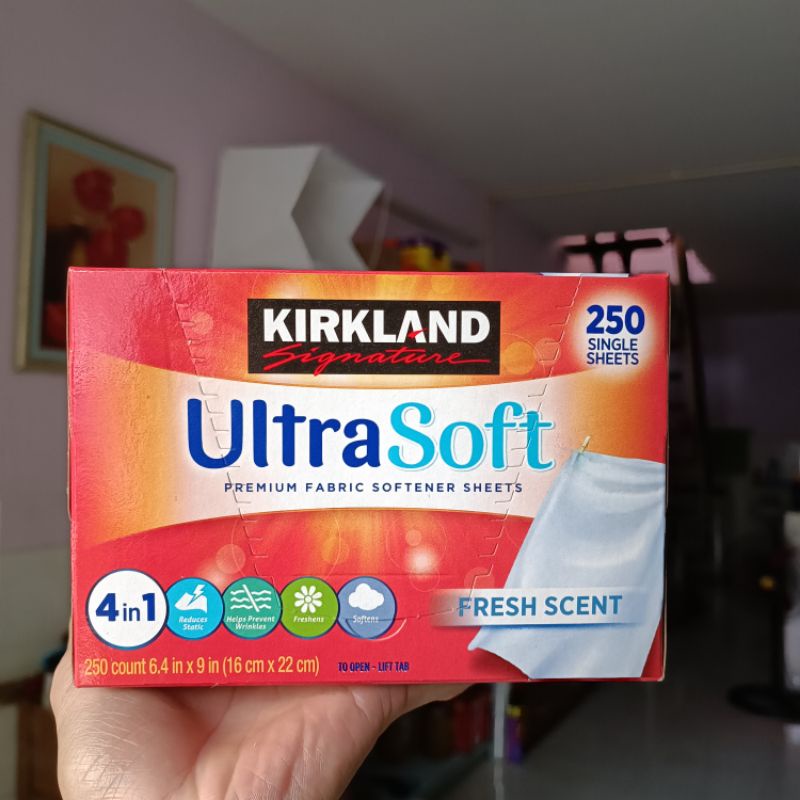 KIRKLAND
Signature
250
SINGLE
SHEETS
UltraSoft
PREMIUM FABRIC SOFTENER SHEETS
4in1
Reduces
Static
Helps Prevent
Wrinkles
Freshens
Softens
FRESH SCENT
250 count 6.4 in x 9 in (16 cm x 22 cm)
TO OPEN - LIFT TAB